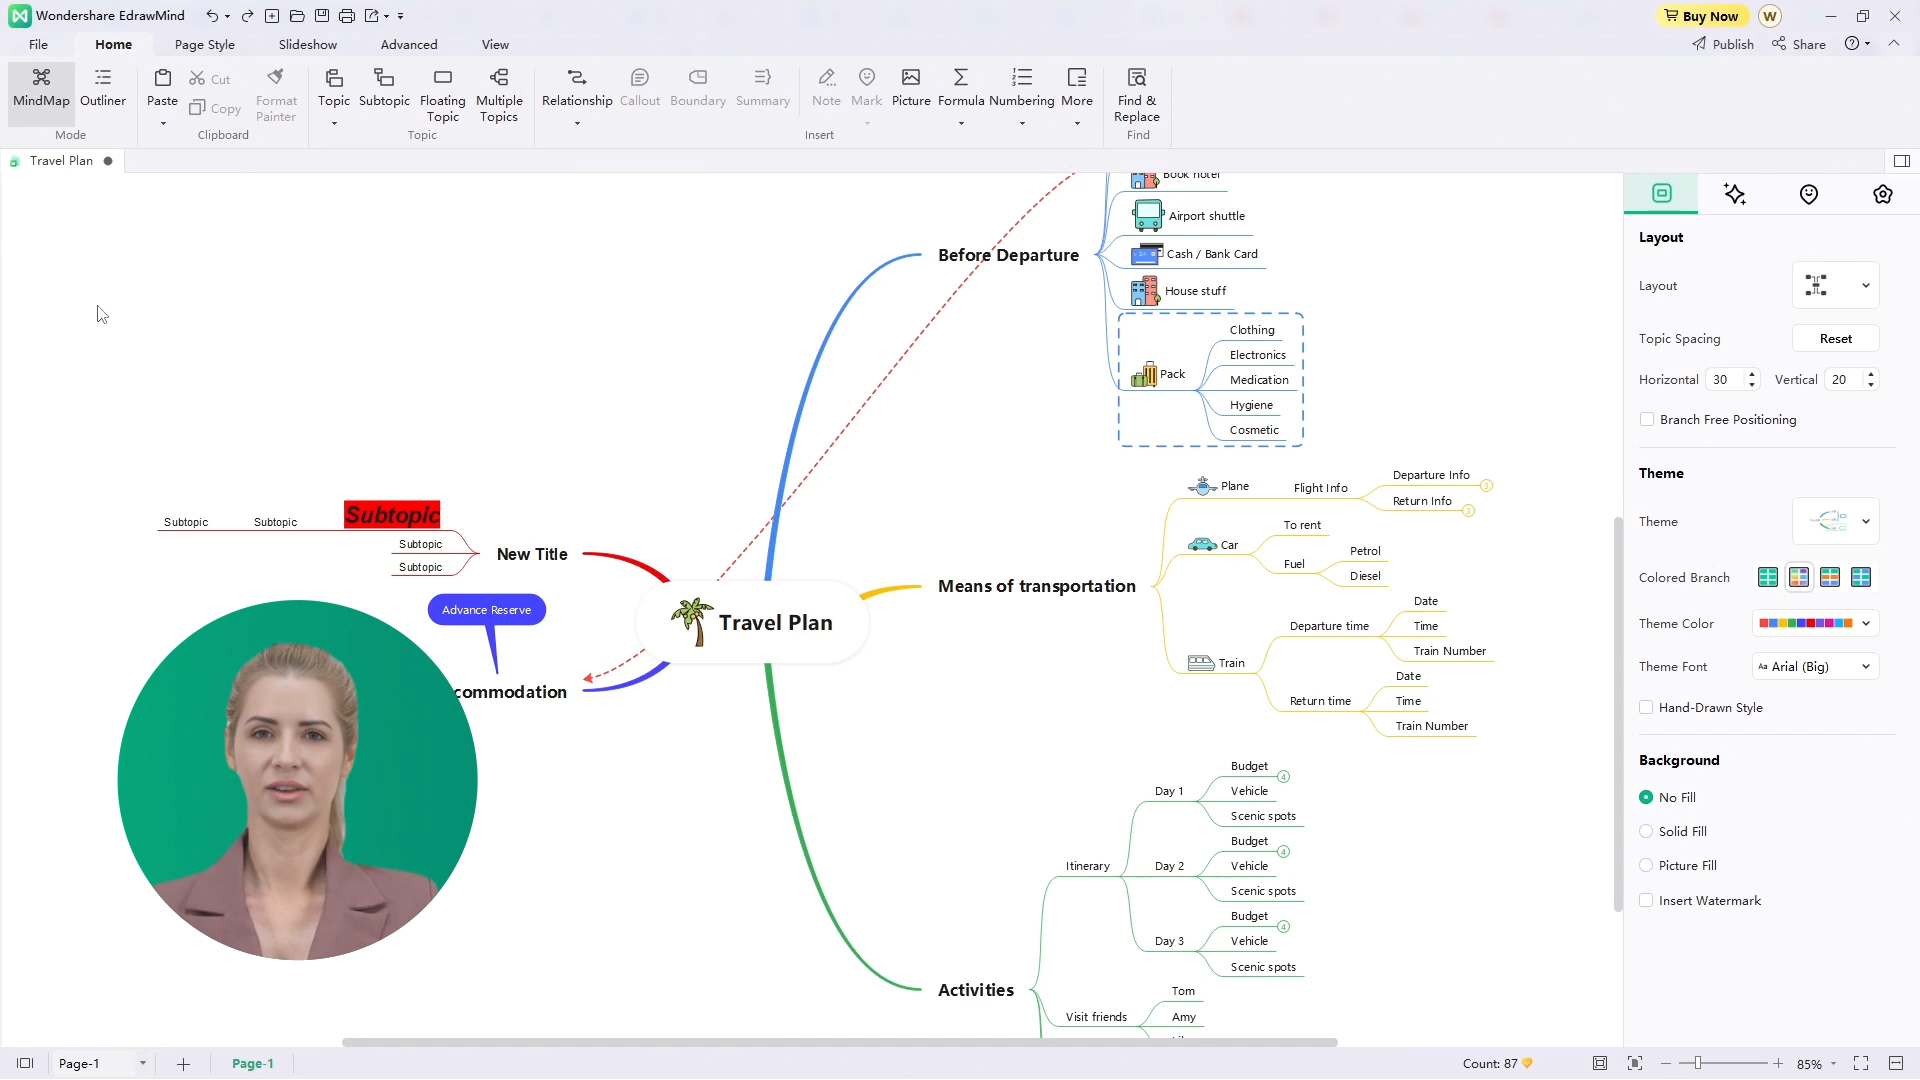 Wondershare EdrawMind
Buy Now
W
File
Home
Page Style
Slideshow
Advanced
View
Publish
Share
MindMap
Outliner
Mode
Paste
Cut
Copy
Format Painter
Clipboard
Topic
Subtopic
Floating Topic
Multiple Topics
Topic
Relationship
Callout
Boundary
Summary
Note
Mark
Picture
Formula
Numbering
More
Insert
Find & Replace
Find
Travel Plan
Book hotel
Airport shuttle
Before Departure
Cash / Bank Card
House stuff
Pack
Clothing
Electronics
Medication
Hygiene
Cosmetic
Plane
Flight Info
Departure Info
3
Return Info
3
Car
To rent
Fuel
Petrol
Diesel
Means of transportation
Train
Departure time
Date
Time
Train Number
Return time
Date
Time
Train Number
Subtopic
Subtopic
Subtopic
Subtopic
Subtopic
New Title
Advance Reserve
commodation
Travel Plan
Itinerary
Day 1
Budget
4
Vehicle
Scenic spots
Day 2
Budget
4
Vehicle
Scenic spots
Day 3
Budget
4
Vehicle
Scenic spots
Activities
Visit friends
Tom
Amy
Layout
Layout
Topic Spacing
Reset
Horizontal 30
Vertical 20
Branch Free Positioning
Theme
Theme
Colored Branch
Theme Color
Theme Font
Aa Arial (Big)
Hand-Drawn Style
Background
No Fill
Solid Fill
Picture Fill
Insert Watermark
Page-1
Page-1
Count: 87
85%